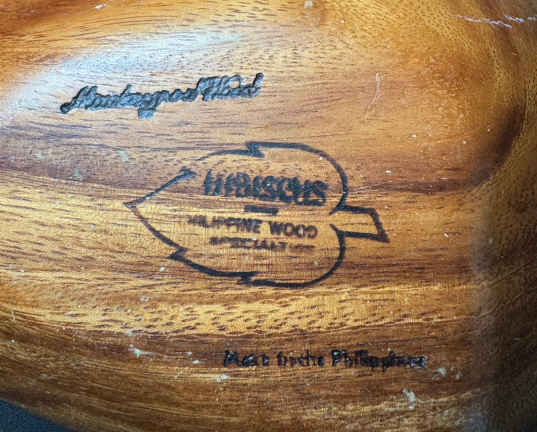 Monkeypod Wood
HIBISCUS
PHILIPPINE WOOD
SPECIALTIES
Made in the Philippines